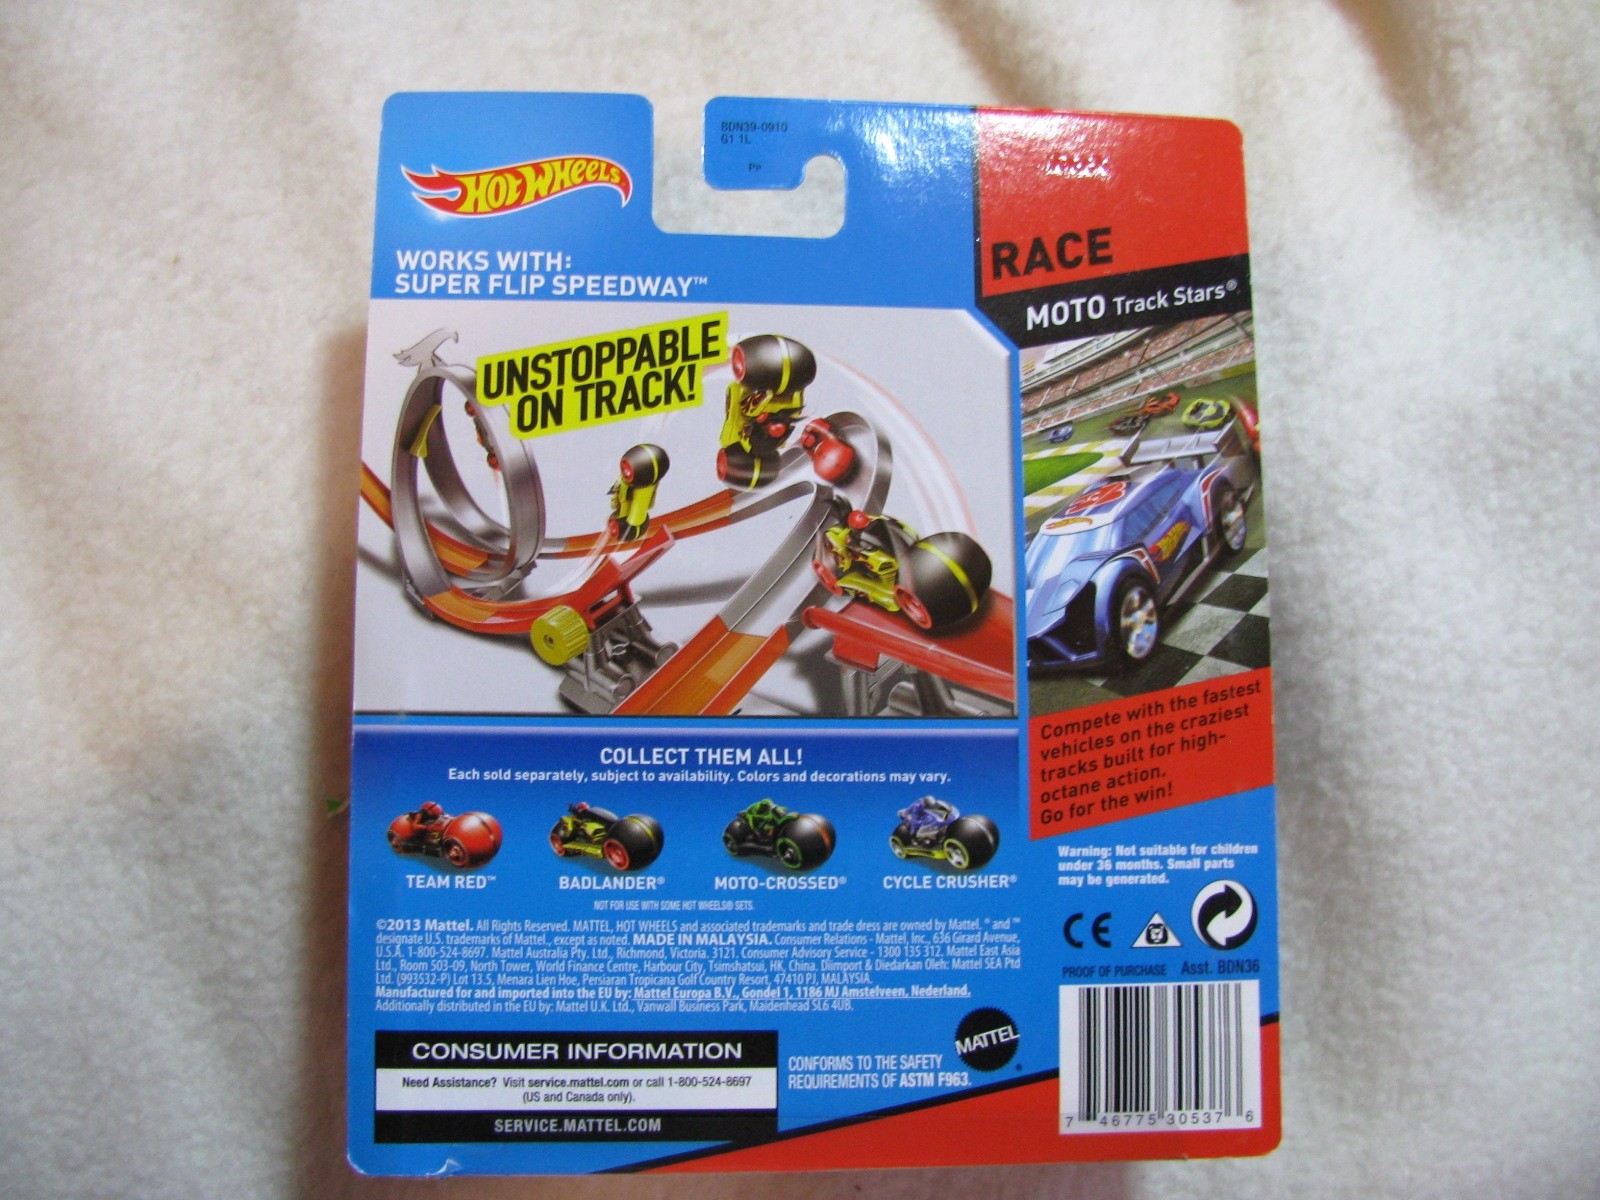 BDN39-0910
G1 1L
PP
HOT WHEELS
WORKS WITH:
SUPER FLIP SPEEDWAY™
RACE
MOTO Track Stars®
UNSTOPPABLE
ON TRACK!
Compete with the fastest
vehicles on the craziest
tracks built for high-
octane action.
Go for the win!
COLLECT THEM ALL!
Each sold separately, subject to availability. Colors and decorations may vary.
TEAM RED™ BADLANDER® MOTO-CROSSED® CYCLE CRUSHER®
NOT FOR USE WITH SOME HOT WHEELS® SETS.
Warning: Not suitable for children
under 36 months. Small parts
may be generated.
CE
©2013 Mattel. All Rights Reserved. MATTEL, HOT WHEELS and associated trademarks and trade dress are owned by Mattel. ® and ™
designate U.S. trademarks of Mattel, except as noted. MADE IN MALAYSIA. Consumer Relations - Mattel, Inc., 636 Girard Avenue,
U.S.A. 1-800-524-8697. Mattel Australia Pty. Ltd., Richmond, Victoria. 3121. Consumer Advisory Service - 1300 135 312. Mattel East Asia
Ltd., Room 503-09, North Tower, World Finance Centre, Harbour City, Tsimshatsui, HK, China. Diimport & Diedarkan Oleh: Mattel SEA Ptd
Ltd. (993532-P) Lot 13.5, Menara Lien Hoe, Persiaran Tropicana Golf Country Resort, 47410 PJ, MALAYSIA.
Manufactured for and imported into the EU by: Mattel Europa B.V., Gondel 1, 1186 MJ Amstelveen, Nederland.
Additionally distributed in the EU by: Mattel U.K. Ltd., Vanwall Business Park, Maidenhead SL6 4UB.
PROOF OF PURCHASE Asst. BDN36
CONSUMER INFORMATION
Need Assistance? Visit service.mattel.com or call 1-800-524-8697
(US and Canada only).
SERVICE.MATTEL.COM
CONFORMS TO THE SAFETY
REQUIREMENTS OF ASTM F963.
MATTEL
7 46775 30537 6